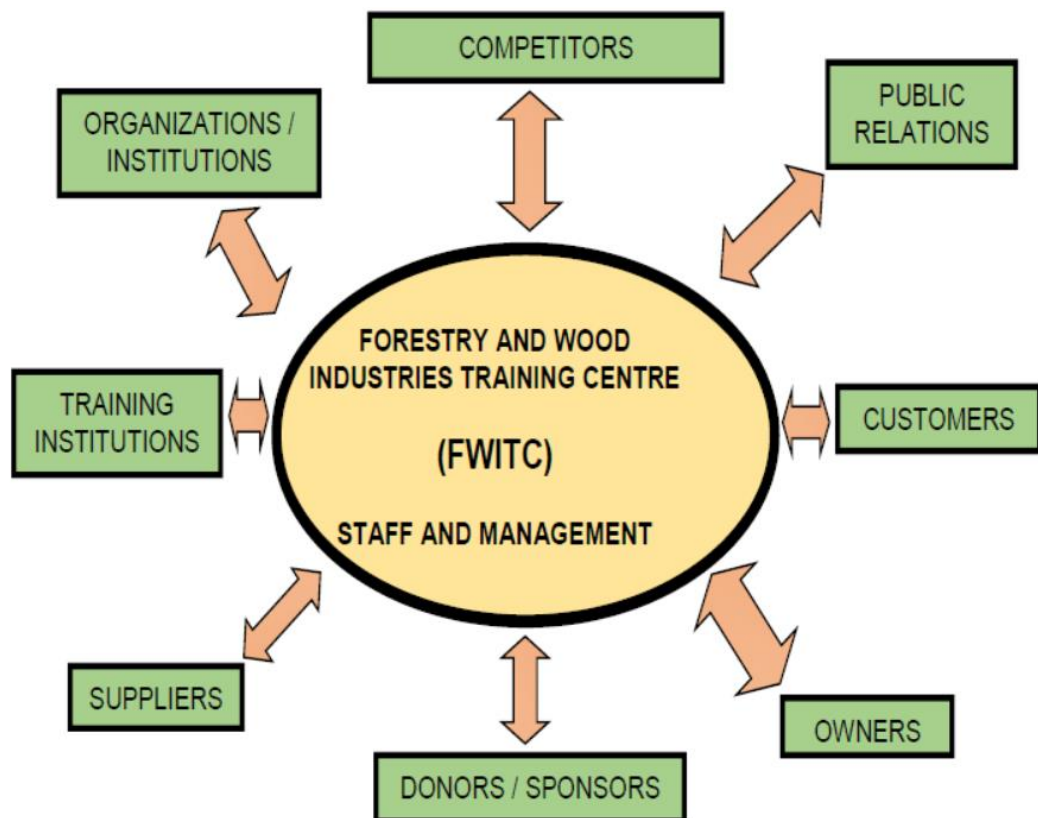 COMPETITORS
PUBLIC
RELATIONS
ORGANIZATIONS /
INSTITUTIONS
FORESTRY AND WOOD
INDUSTRIES TRAINING CENTRE
(FWITC)
STAFF AND MANAGEMENT
TRAINING
INSTITUTIONS
CUSTOMERS
SUPPLIERS
OWNERS
DONORS / SPONSORS